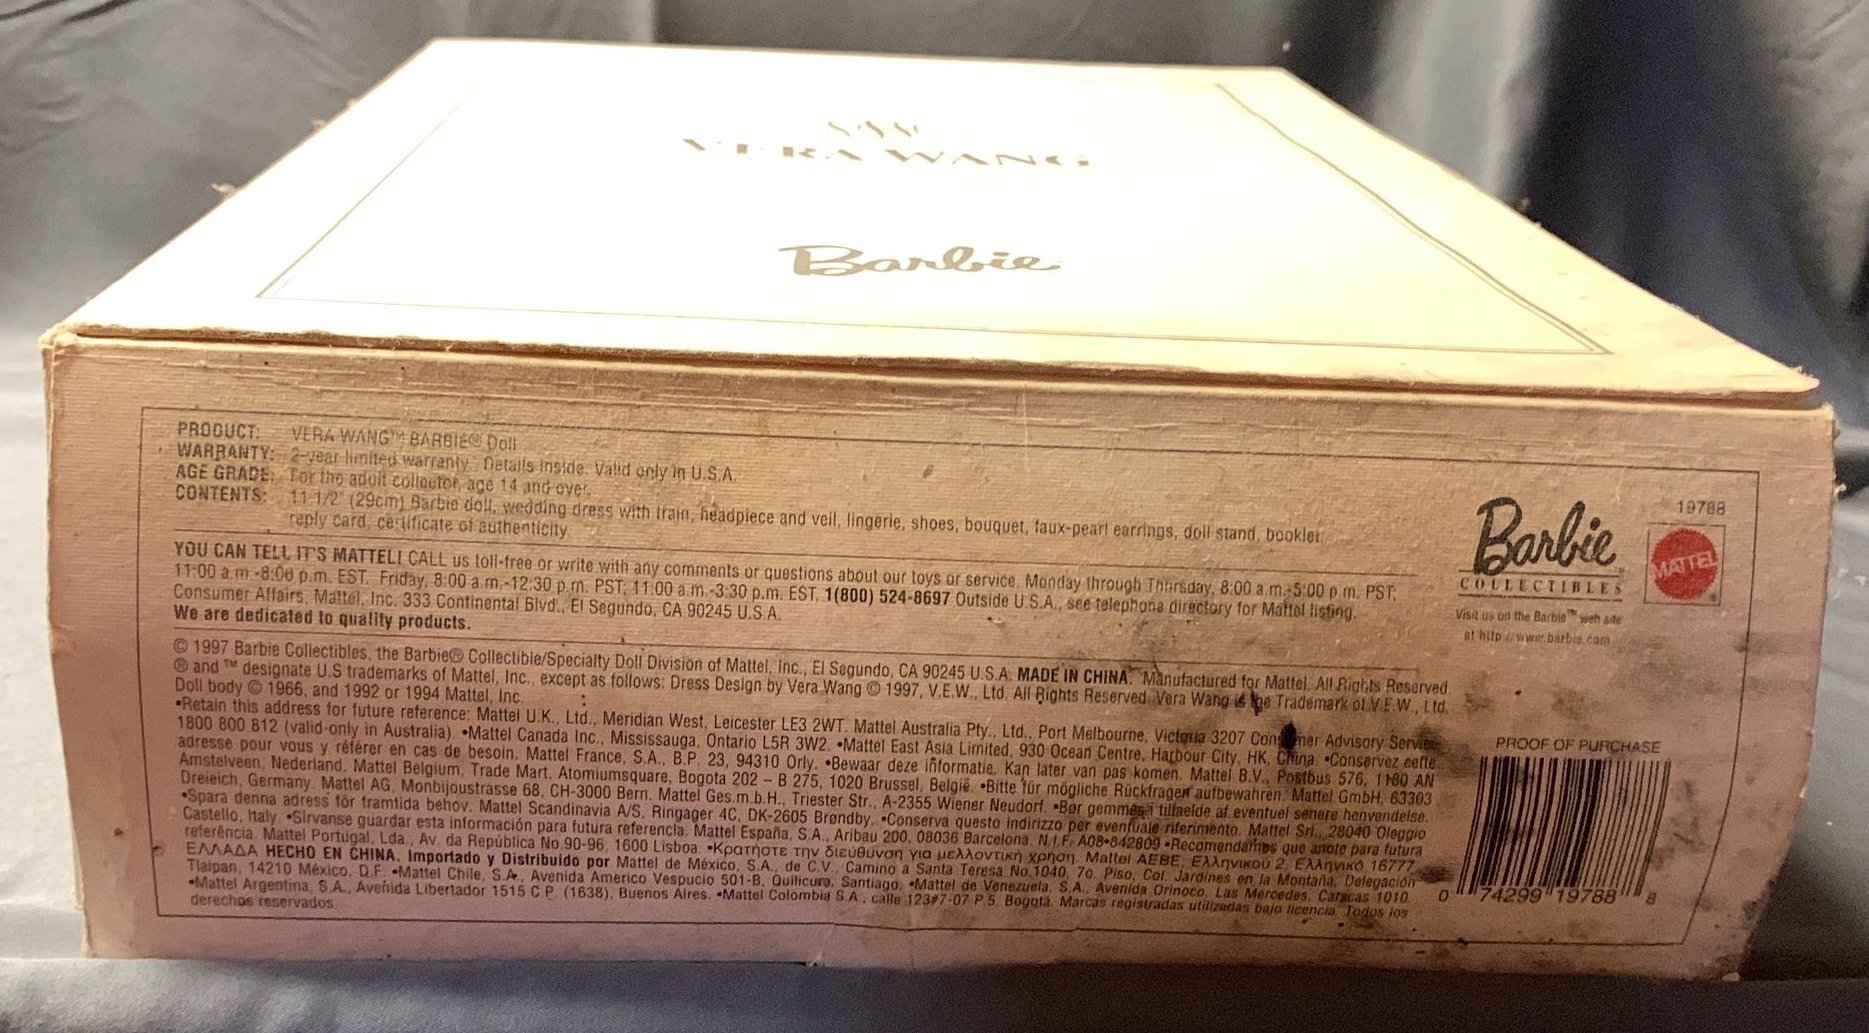 VERA WANG
Barbie
PRODUCT: VERA WANG™ BARBIE® Doll
WARRANTY: 2-year limited warranty. Details inside. Valid only in U.S.A.
AGE GRADE: For the adult collector, age 14 and over.
CONTENTS: 11 1/2" (29cm) Barbie doll, wedding dress with train, headpiece and veil, lingerie, shoes, bouquet, faux-pearl earrings, doll stand, booklet,
reply card, certificate of authenticity.
YOU CAN TELL IT'S MATTEL! CALL us toll-free or write with any comments or questions about our toys or service. Monday through Thursday, 8:00 a.m.-5:00 p.m. PST;
11:00 a.m.-8:00 p.m. EST. Friday, 8:00 a.m.-12:30 p.m. PST; 11:00 a.m.-3:30 p.m. EST. 1(800) 524-8697 Outside U.S.A., see telephone directory for Mattel listing.
Consumer Affairs, Mattel, Inc. 333 Continental Blvd., El Segundo, CA 90245 U.S.A.
We are dedicated to quality products.
© 1997 Barbie Collectibles, the Barbie® Collectible/Specialty Doll Division of Mattel, Inc., El Segundo, CA 90245 U.S.A. MADE IN CHINA. Manufactured for Mattel. All Rights Reserved.
® and ™ designate U.S trademarks of Mattel, Inc., except as follows: Dress Design by Vera Wang © 1997, V.E.W., Ltd. All Rights Reserved. Vera Wang is the Trademark of V.E.W., Ltd.
Doll body © 1966, and 1992 or 1994 Mattel, Inc.
•Retain this address for future reference: Mattel U.K., Ltd., Meridian West, Leicester LE3 2WT. Mattel Australia Pty., Ltd., Port Melbourne, Victoria 3207 Consumer Advisory Service
1800 800 812 (valid-only in Australia). •Mattel Canada Inc., Mississauga, Ontario L5R 3W2. •Mattel East Asia Limited, 930 Ocean Centre, Harbour City, HK, China. •Conservez cette
adresse pour vous y référer en cas de besoin. Mattel France, S.A., B.P. 23, 94310 Orly. •Bewaar deze informatie. Kan later van pas komen. Mattel B.V., Postbus 576, 1180 AN
Amstelveen, Nederland. Mattel Belgium, Trade Mart, Atomiumsquare, Bogota 202 – B 275, 1020 Brussel, België. •Bitte für mögliche Rückfragen aufbewahren. Mattel GmbH, 63303
Dreieich, Germany. Mattel AG, Monbijoustrasse 68, CH-3000 Bern. Mattel Ges.m.b.H., Triester Str., A-2355 Wiener Neudorf. •Bør gemmes i tilfælde af eventuel senere henvendelse.
•Spara denna adress för framtida behov. Mattel Scandinavia A/S, Ringager 4C, DK-2605 Brøndby. •Conserva questo indirizzo per eventuale riferimento. Mattel Srl., 28040 Oleggio
Castello, Italy. •Sírvanse guardar esta información para futura referencia. Mattel España, S.A., Aribau 200, 08036 Barcelona. N.I.F. A08-842809 •Recomendamos que anote para futura
referência. Mattel Portugal, Lda., Av. da República No.90-96, 1600 Lisboa. •Κρατήστε την διεύθυνση για μελλοντική χρήση. Mattel AEBE, Ελληνικού 2, Ελληνικό 16777,
ΕΛΛΑΔΑ HECHO EN CHINA. Importado y Distribuido por Mattel de México, S.A., de C.V., Camino a Santa Teresa No.1040, 7o. Piso, Col. Jardines en la Montaña, Delegación
Tlalpan, 14210 México, D.F. •Mattel Chile, S.A., Avenida Americo Vespucio 501-B, Quilicura, Santiago. •Mattel de Venezuela, S.A., Avenida Orinoco, Las Mercedes, Caracas 1010.
•Mattel Argentina, S.A., Avenida Libertador 1515 C.P. (1638), Buenos Aires. •Mattel Colombia S.A., calle 123#7-07 P.5, Bogotá. Marcas registradas utilizadas bajo licencia. Todos los
derechos reservados.
19788
Barbie™
COLLECTIBLES
MATTEL®
Visit us on the Barbie™ web site
at http://www.barbie.com
PROOF OF PURCHASE
0 74299 19788 8